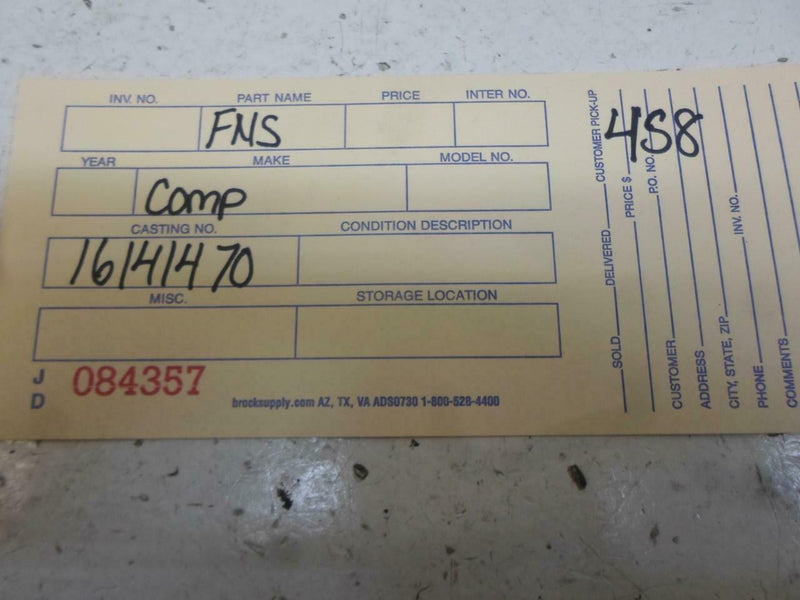 INV. NO. PART NAME PRICE INTER NO.
FNS
YEAR MAKE MODEL NO.
Comp
CASTING NO. CONDITION DESCRIPTION
16141470
MISC. STORAGE LOCATION
J D 084357
brocksupply.com AZ, TX, VA ADS0730 1-800-528-4400
458
SOLD DELIVERED CUSTOMER PICK-UP
PRICE $
P.O. NO.
CUSTOMER
ADDRESS
CITY, STATE, ZIP INV. NO.
PHONE
COMMENTS